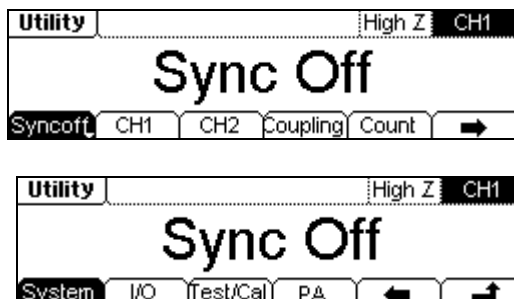 Utility High Z CH1
Sync Off
Syncoff CH1 CH2 Coupling Count
Utility High Z CH1
Sync Off
System I/O Test/Cal PA